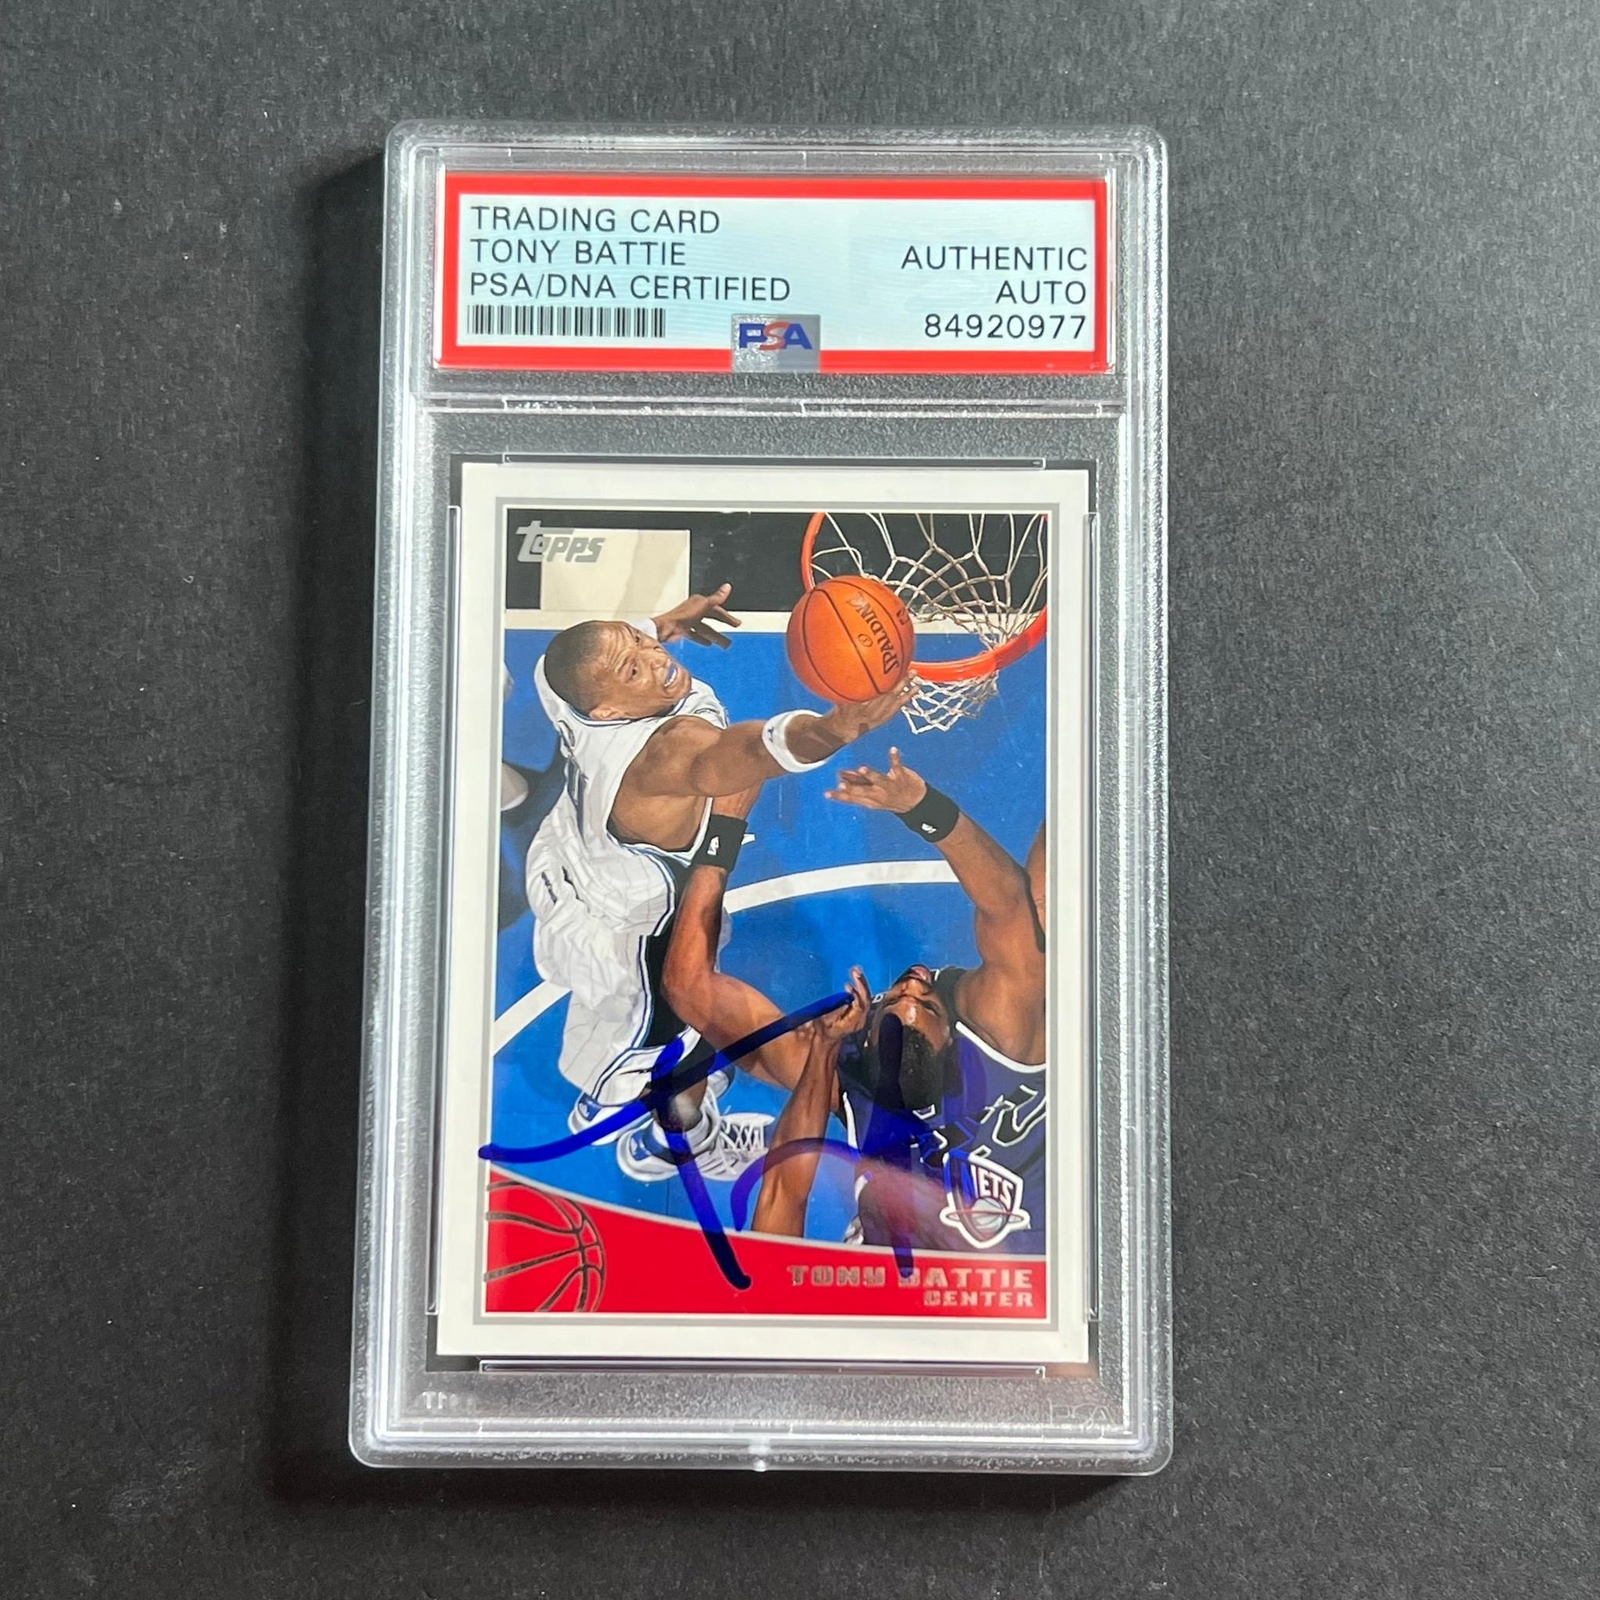 TRADING CARD
TONY BATTIE
PSA/DNA CERTIFIED
AUTHENTIC
AUTO
84920977
PSA
Topps
SPALDING
NETS
TONY BATTIE
CENTER